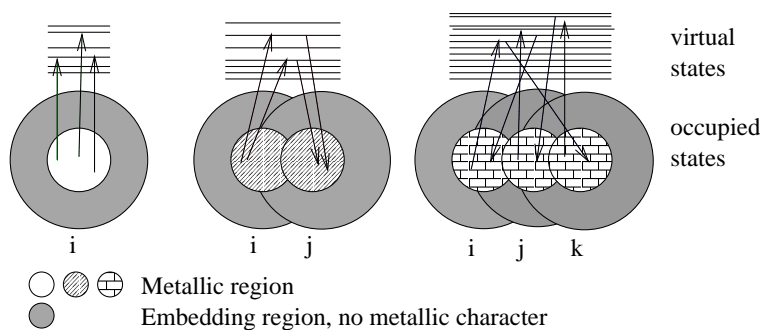 virtual
states
occupied
states
i
i j
i j k
Metallic region
Embedding region, no metallic character